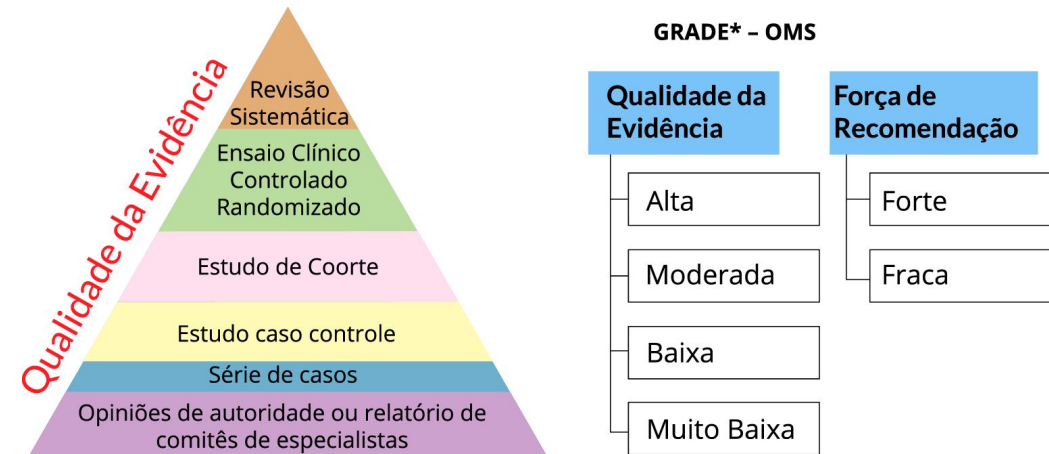 Qualidade da Evidência
Revisão
Sistemática
Ensaio Clínico
Controlado
Randomizado
Estudo de Coorte
Estudo caso controle
Série de casos
Opiniões de autoridade ou relatório de
comitês de especialistas
GRADE* – OMS
Qualidade da
Evidência
Alta
Moderada
Baixa
Muito Baixa
Força de
Recomendação
Forte
Fraca